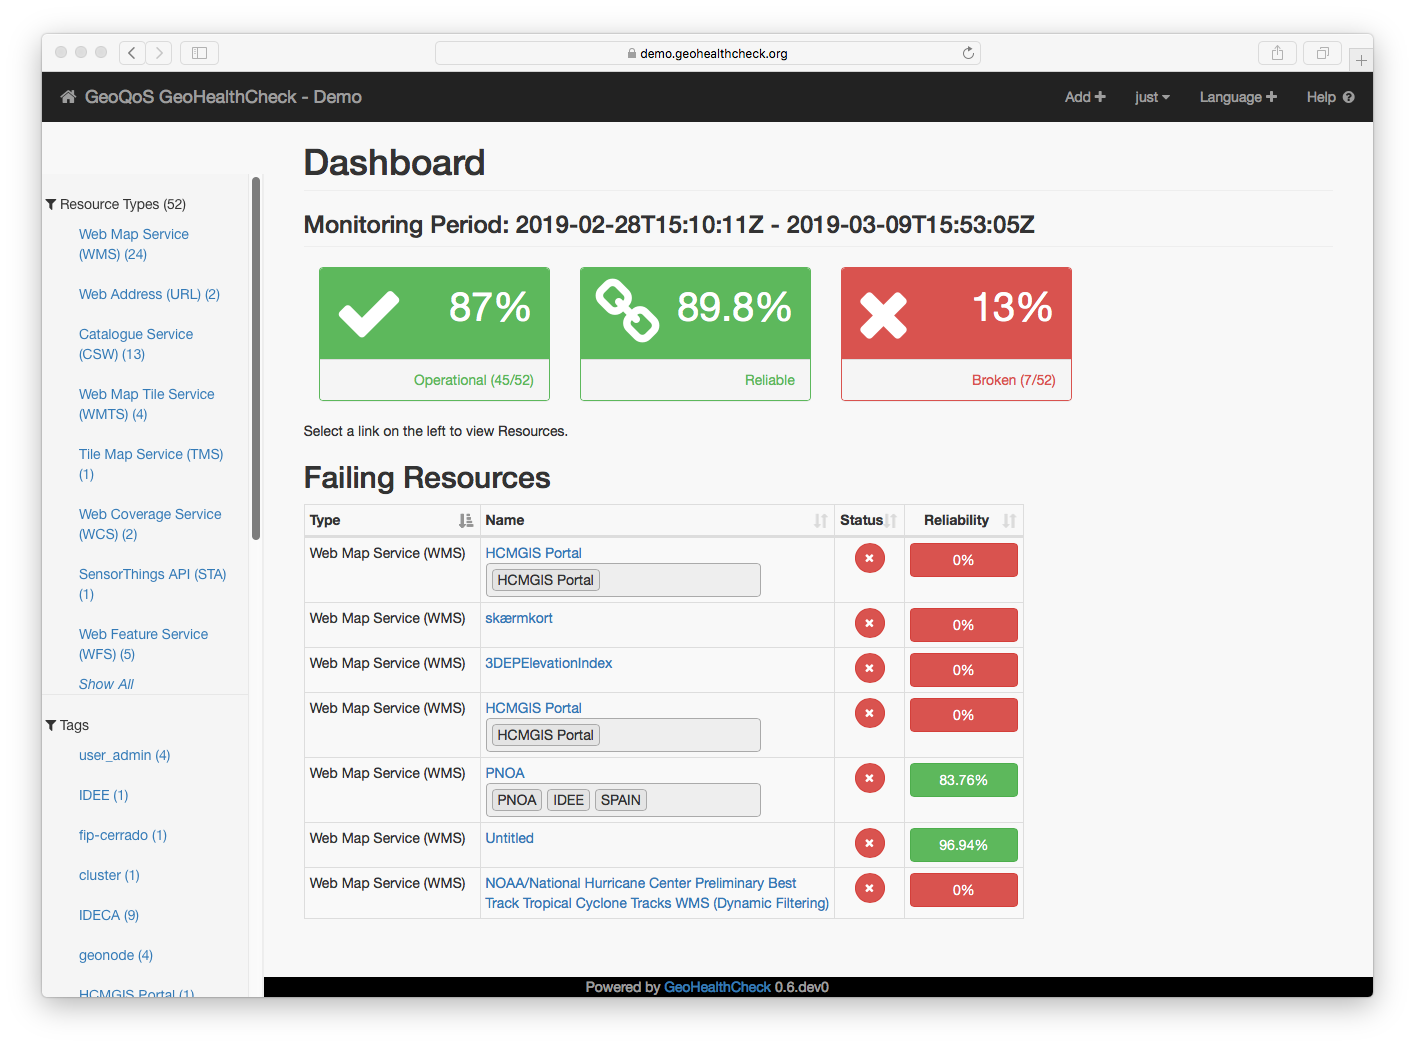 demo.geohealthcheck.org
GeoQoS GeoHealthCheck - Demo
Add
just
Language
Help
Resource Types (52)
Web Map Service
(WMS) (24)
Web Address (URL) (2)
Catalogue Service
(CSW) (13)
Web Map Tile Service
(WMTS) (4)
Tile Map Service (TMS)
(1)
Web Coverage Service
(WCS) (2)
SensorThings API (STA)
(1)
Web Feature Service
(WFS) (5)
Show All
Tags
user_admin (4)
IDEE (1)
fip-cerrado (1)
cluster (1)
IDECA (9)
geonode (4)
HCMGIS Portal (1)
Dashboard
Monitoring Period: 2019-02-28T15:10:11Z - 2019-03-09T15:53:05Z
87%
Operational (45/52)
89.8%
Reliable
13%
Broken (7/52)
Select a link on the left to view Resources.
Failing Resources
Type Name Status Reliability
Web Map Service (WMS) HCMGIS Portal 0%
HCMGIS Portal
Web Map Service (WMS) skærmkort 0%
Web Map Service (WMS) 3DEPElevationIndex 0%
Web Map Service (WMS) HCMGIS Portal 0%
HCMGIS Portal
Web Map Service (WMS) PNOA 83.76%
PNOA IDEE SPAIN
Web Map Service (WMS) Untitled 96.94%
Web Map Service (WMS) NOAA/National Hurricane Center Preliminary Best 0%
Track Tropical Cyclone Tracks WMS (Dynamic Filtering)
Powered by GeoHealthCheck 0.6.dev0